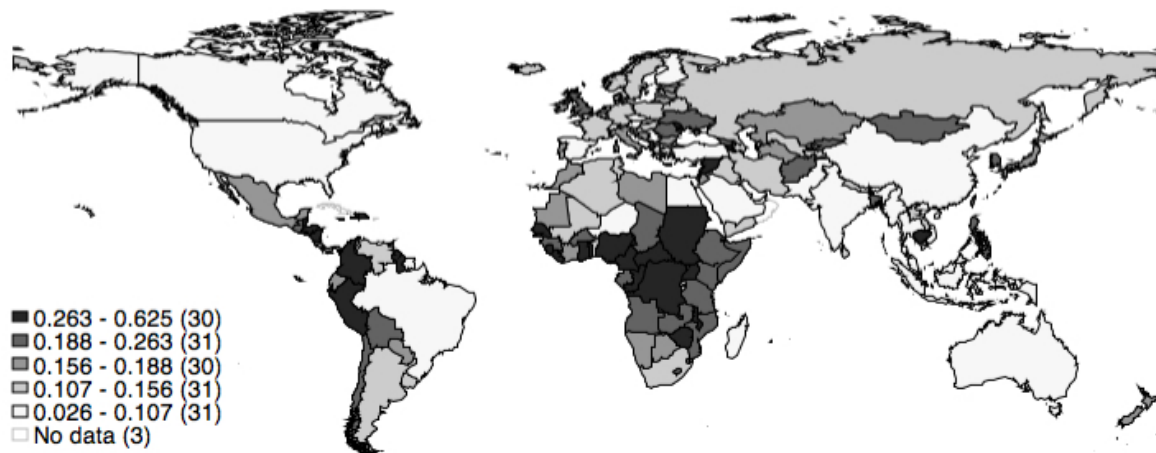 0.263 - 0.625 (30)
0.188 - 0.263 (31)
0.156 - 0.188 (30)
0.107 - 0.156 (31)
0.026 - 0.107 (31)
No data (3)